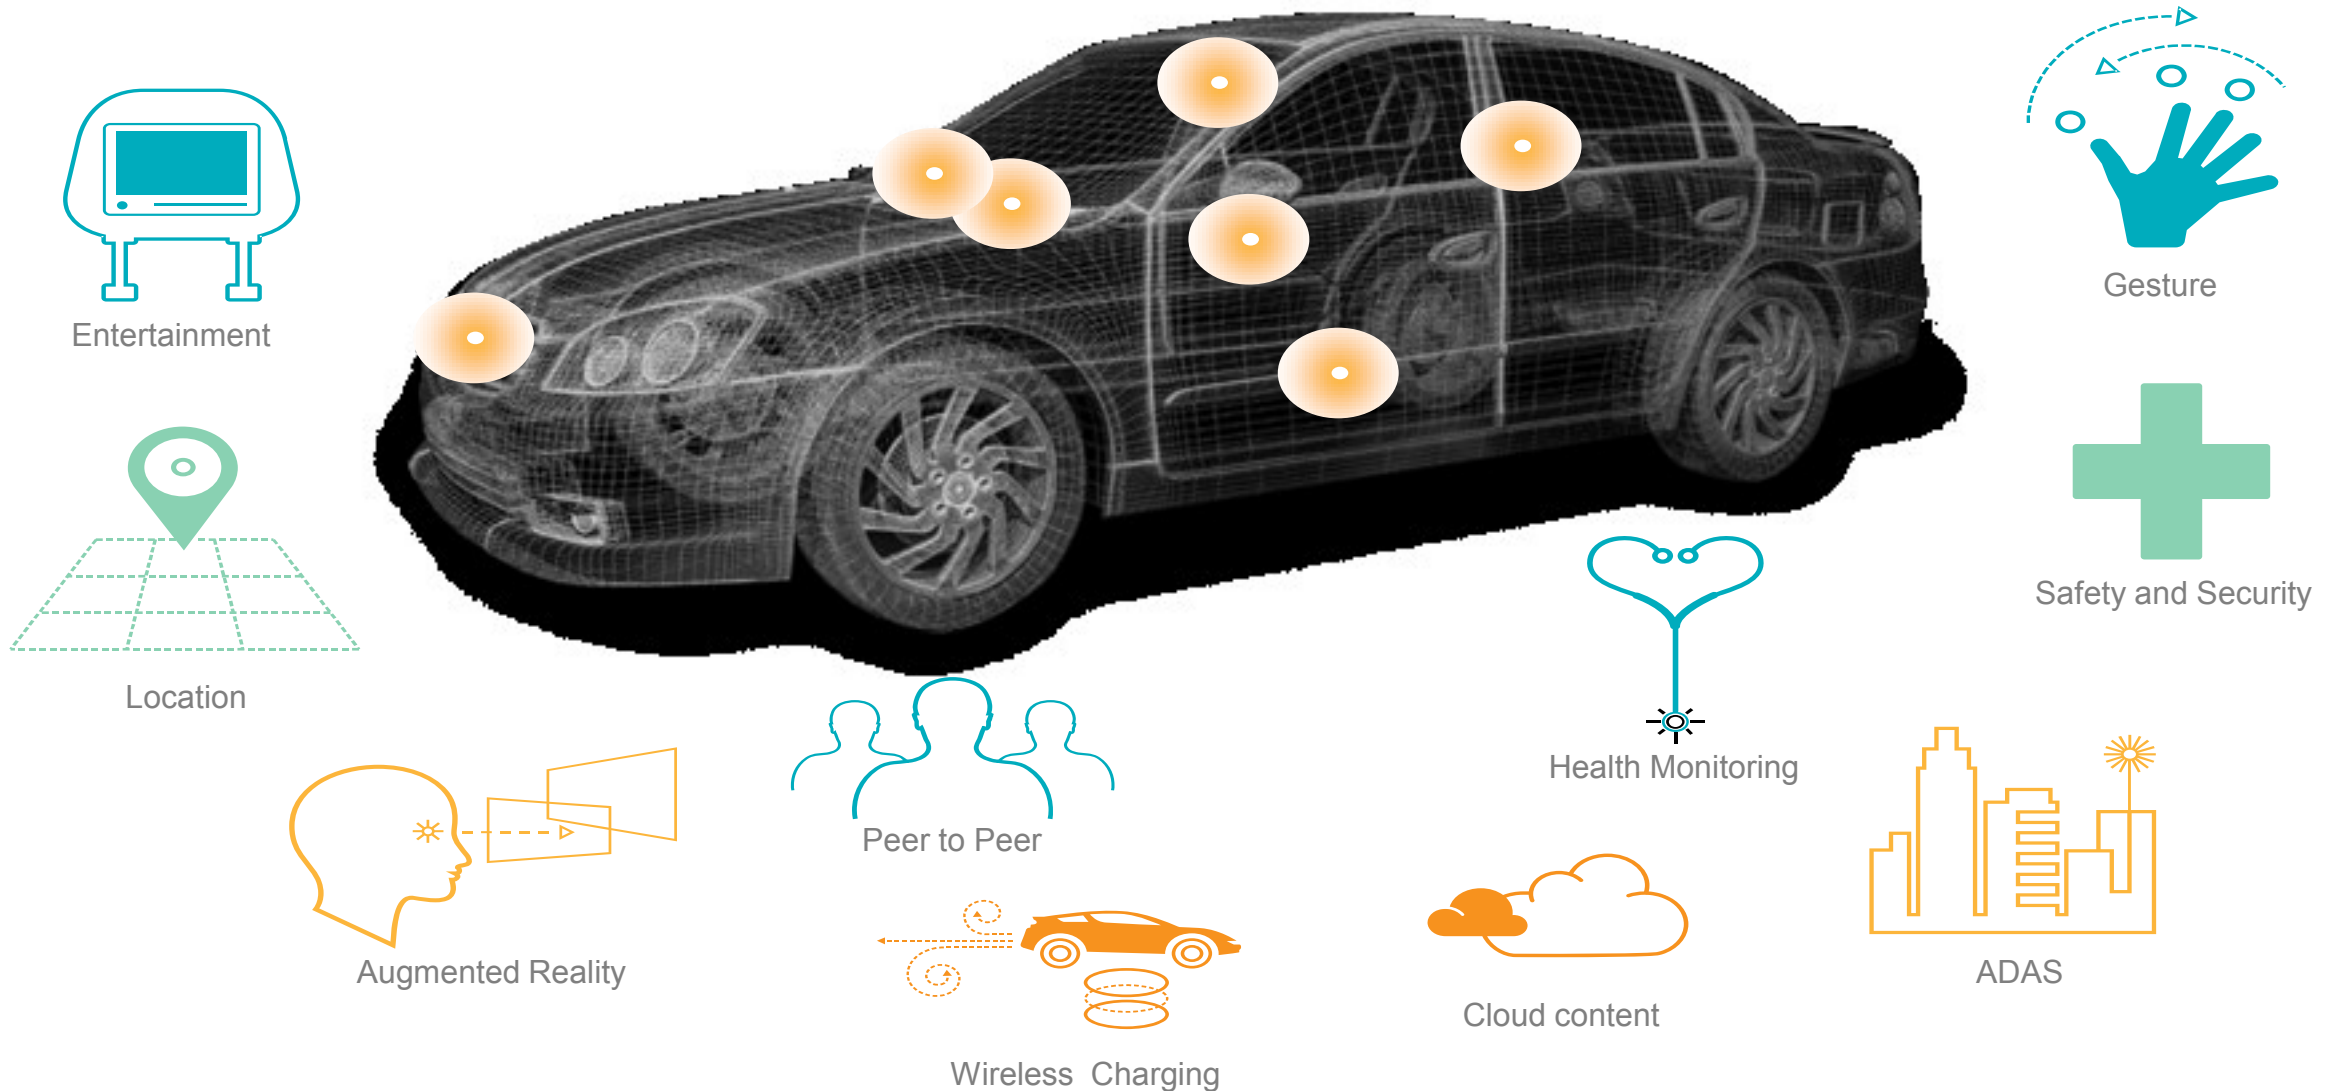 Entertainment
Gesture
Location
Safety and Security
Augmented Reality
Peer to Peer
Health Monitoring
Wireless Charging
Cloud content
ADAS